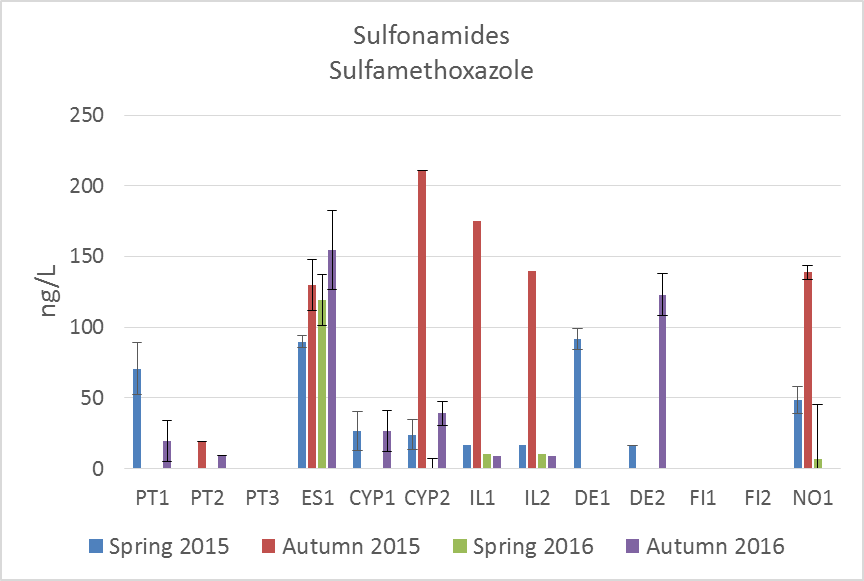 Sulfonamides
Sulfamethoxazole
250
200
150
100
50
0
ng/L
PT1 PT2 PT3 ES1 CYP1 CYP2 IL1 IL2 DE1 DE2 FI1 FI2 NO1
Spring 2015 Autumn 2015 Spring 2016 Autumn 2016